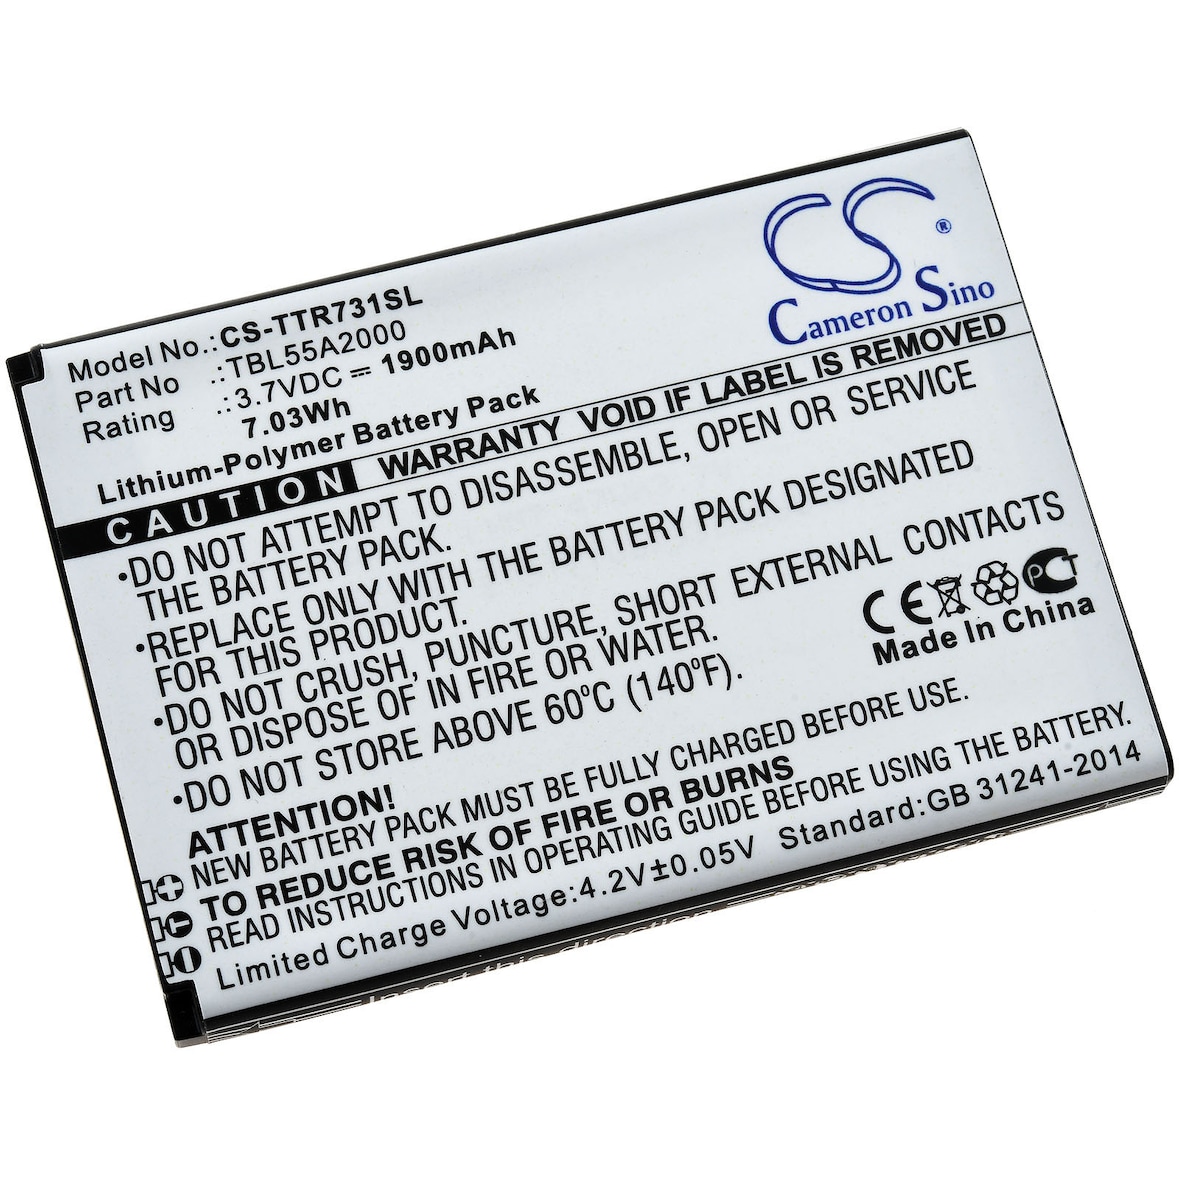 CS®
Cameron Sino
Model No.:CS-TTR731SL
Part No :TBL55A2000
Rating :3.7VDC ⎓ 1900mAh
7.03Wh
Lithium-Polymer Battery Pack
CAUTION WARRANTY VOID IF LABEL IS REMOVED
•DO NOT ATTEMPT TO DISASSEMBLE, OPEN OR SERVICE
THE BATTERY PACK.
•REPLACE ONLY WITH THE BATTERY PACK DESIGNATED
FOR THIS PRODUCT.
•DO NOT CRUSH, PUNCTURE, SHORT EXTERNAL CONTACTS
OR DISPOSE OF IN FIRE OR WATER.
•DO NOT STORE ABOVE 60°C (140°F).
CE PCT
Made In China
ATTENTION!
NEW BATTERY PACK MUST BE FULLY CHARGED BEFORE USE.
TO REDUCE RISK OF FIRE OR BURNS
READ INSTRUCTIONS OPERATING GUIDE BEFORE USING THE BATTERY.
Limited Charge Voltage:4.2V±0.05V Standard:GB 31241-2014
Insert this direction